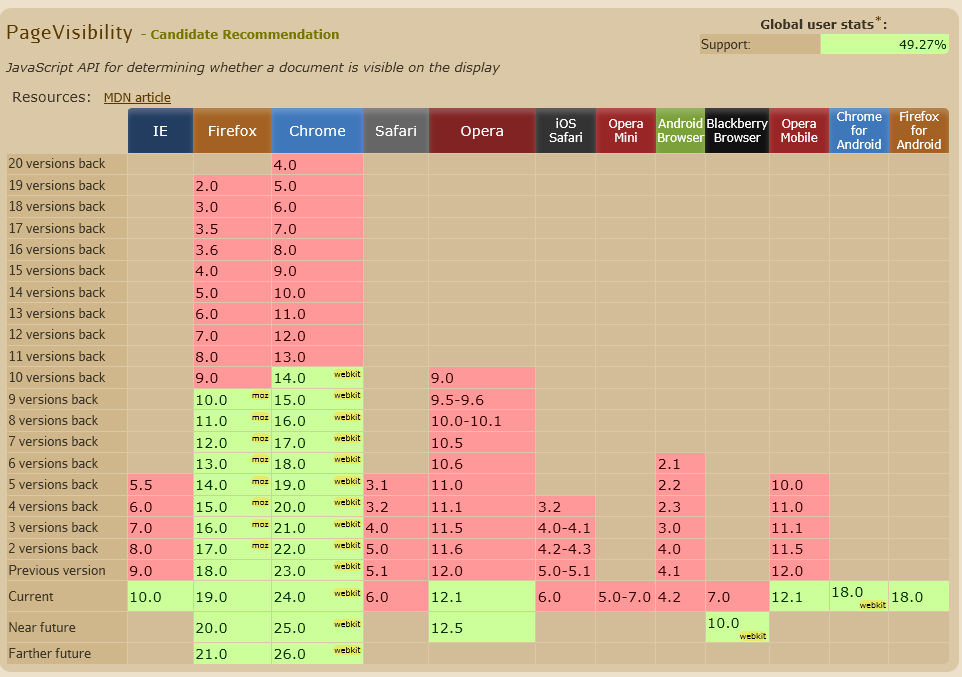 PageVisibility - Candidate Recommendation
Global user stats*:
Support: 49.27%
JavaScript API for determining whether a document is visible on the display
Resources: MDN article
IE Firefox Chrome Safari Opera iOS Safari Opera Mini Android Browser Blackberry Browser Opera Mobile Chrome for Android Firefox for Android
20 versions back 4.0
19 versions back 2.0 5.0
18 versions back 3.0 6.0
17 versions back 3.5 7.0
16 versions back 3.6 8.0
15 versions back 4.0 9.0
14 versions back 5.0 10.0
13 versions back 6.0 11.0
12 versions back 7.0 12.0
11 versions back 8.0 13.0
10 versions back 9.0 14.0 webkit 9.0
9 versions back 10.0 moz 15.0 webkit 9.5-9.6
8 versions back 11.0 moz 16.0 webkit 10.0-10.1
7 versions back 12.0 moz 17.0 webkit 10.5
6 versions back 13.0 moz 18.0 webkit 10.6 2.1
5 versions back 5.5 14.0 moz 19.0 webkit 3.1 11.0 2.2 10.0
4 versions back 6.0 15.0 moz 20.0 webkit 3.2 11.1 3.2 2.3 11.0
3 versions back 7.0 16.0 moz 21.0 webkit 4.0 11.5 4.0-4.1 3.0 11.1
2 versions back 8.0 17.0 moz 22.0 webkit 5.0 11.6 4.2-4.3 4.0 11.5
Previous version 9.0 18.0 23.0 webkit 5.1 12.0 5.0-5.1 4.1 12.0
Current 10.0 19.0 24.0 webkit 6.0 12.1 6.0 5.0-7.0 4.2 7.0 12.1 18.0 webkit 18.0
Near future 20.0 25.0 webkit 12.5 10.0 webkit
Farther future 21.0 26.0 webkit